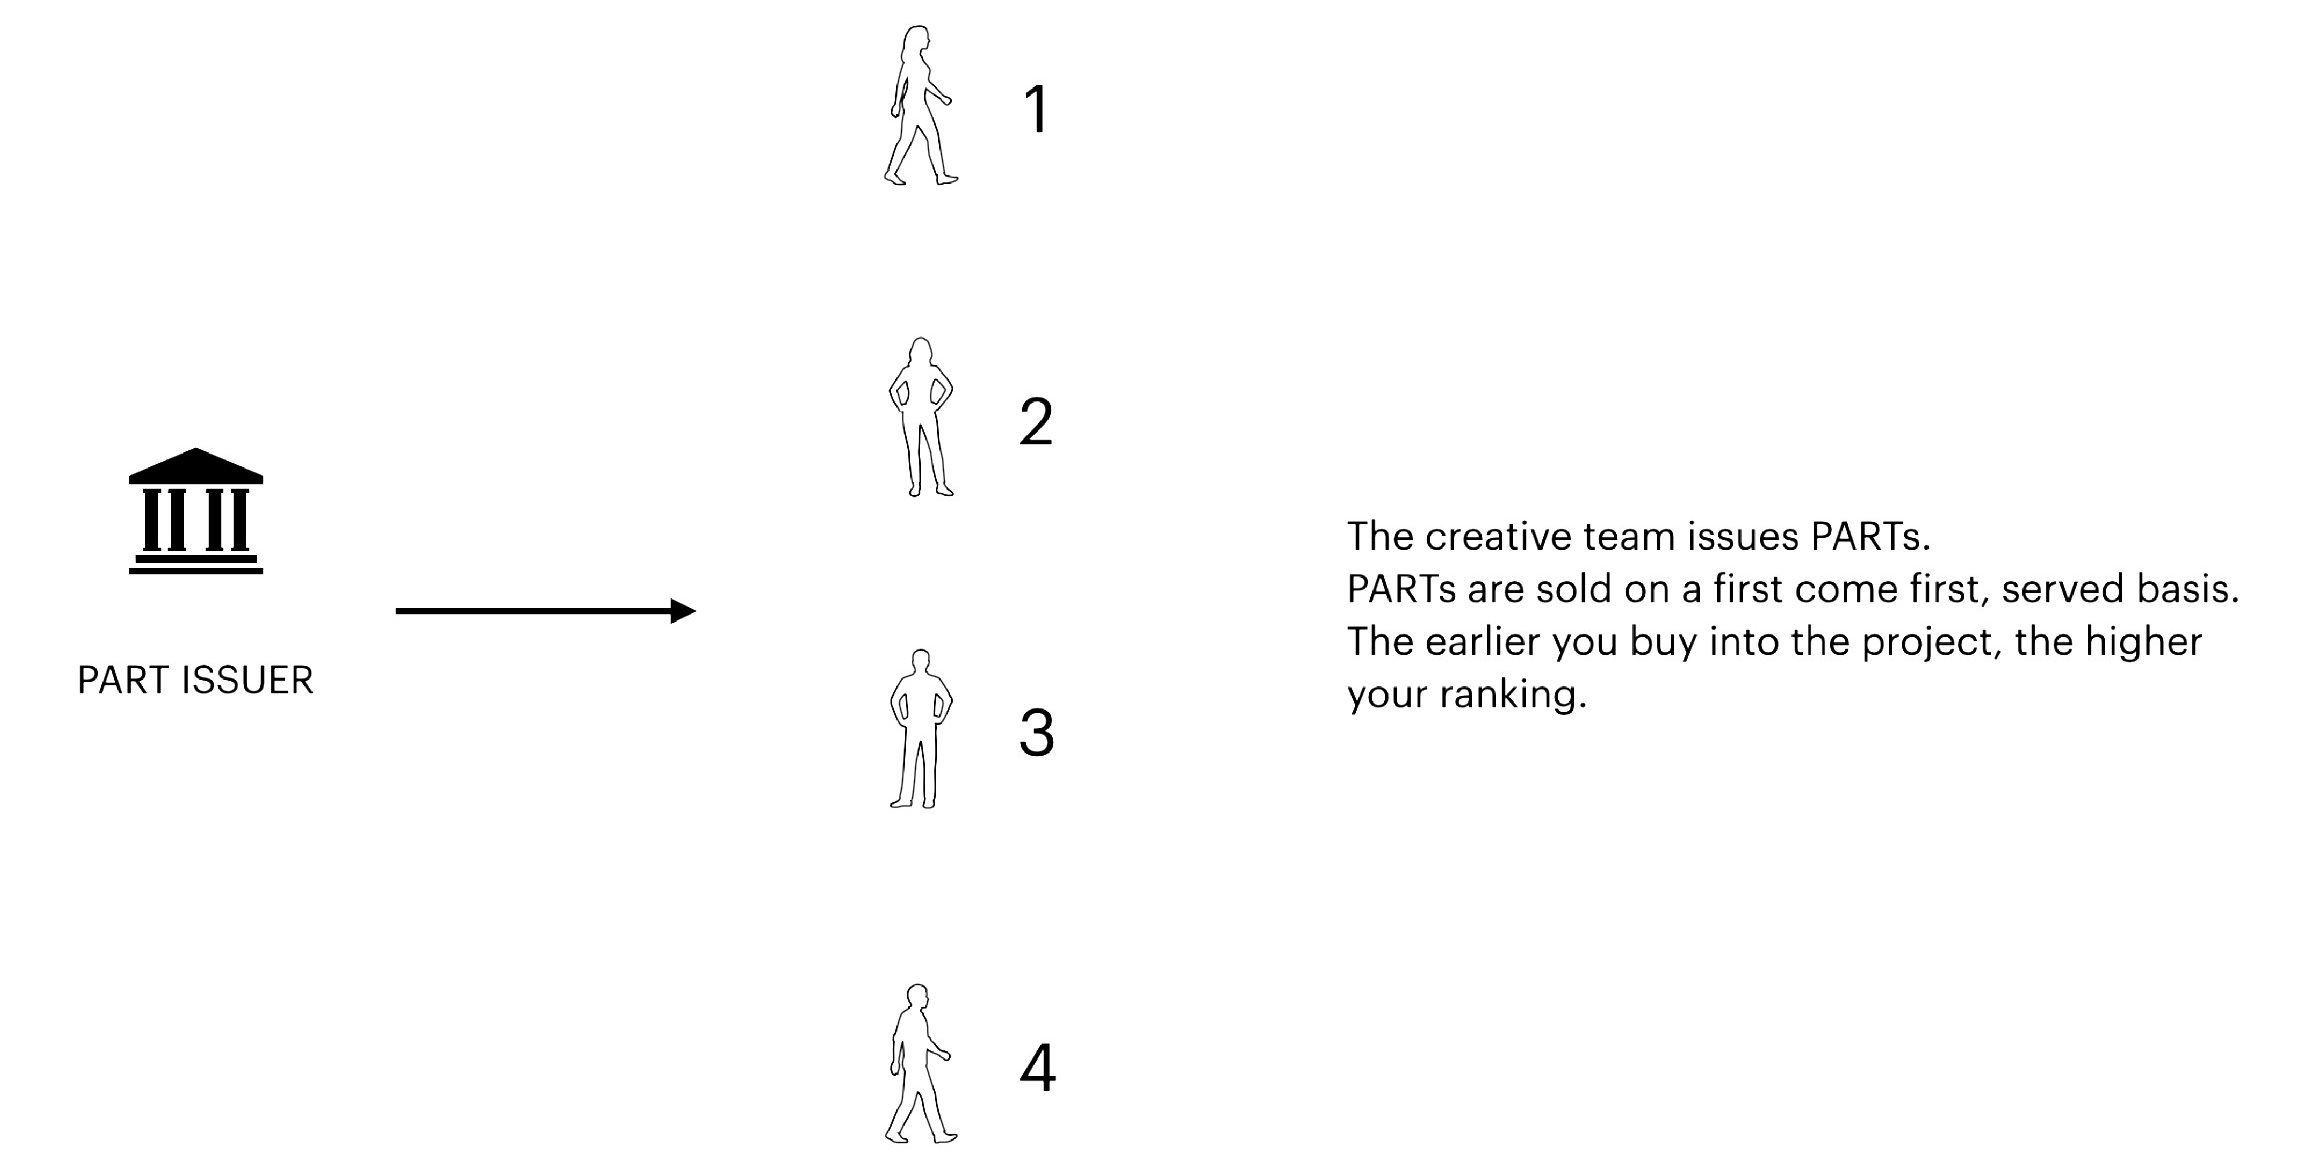 1
2
PART ISSUER
3
4
The creative team issues PARTs.
PARTs are sold on a first come first, served basis.
The earlier you buy into the project, the higher
your ranking.